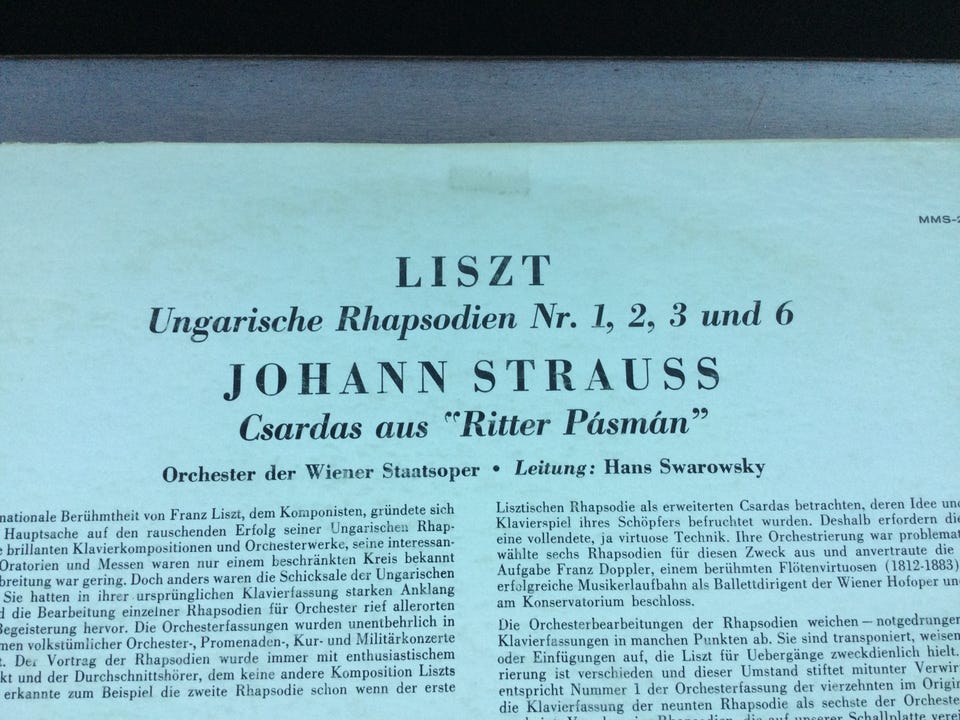 MMS-2
LISZT
Ungarische Rhapsodien Nr. 1, 2, 3 und 6
JOHANN STRAUSS
Csardas aus "Ritter Pásmán"
Orchester der Wiener Staatsoper • Leitung: Hans Swarowsky
nationale Berühmtheit von Franz Liszt, dem Komponisten, gründete sich
Hauptsache auf den rauschenden Erfolg seiner Ungarischen Rhap-
e brillanten Klavierkompositionen und Orchesterwerke, seine interessan-
Oratorien und Messen waren nur einem beschränkten Kreis bekannt
breitung war gering. Doch anders waren die Schicksale der Ungarischen
Sie hatten in ihrer ursprünglichen Klavierfassung starken Anklang
d die Bearbeitung einzelner Rhapsodien für Orchester rief allerorten
Begeisterung hervor. Die Orchesterfassungen wurden unentbehrlich in
men volkstümlicher Orchester-, Promenaden-, Kur- und Militärkonzerte
t. Der Vortrag der Rhapsodien wurde immer mit enthusiastischem
kt und der Durchschnittshörer, dem keine andere Komposition Liszts
erkannte zum Beispiel die zweite Rhapsodie schon wenn der erste
Lisztischen Rhapsodie als erweiterten Csardas betrachten, deren Idee und
Klavierspiel ihres Schöpfers befruchtet wurden. Deshalb erfordern die
eine vollendete, ja virtuose Technik. Ihre Orchestrierung war problemat
wählte sechs Rhapsodien für diesen Zweck aus und anvertraute die
Aufgabe Franz Doppler, einem berühmten Flötenvirtuosen (1812-1883)
erfolgreiche Musikerlaufbahn als Ballettdirigent der Wiener Hofoper und
am Konservatorium beschloss.
Die Orchesterbearbeitungen der Rhapsodien weichen — notgedrungen
Klavierfassungen in manchen Punkten ab. Sie sind transponiert, weisen
oder Einfügungen auf, die Liszt für Uebergänge zweckdienlich hielt.
rierung ist verschieden und dieser Umstand stiftet mitunter Verwir
entspricht Nummer 1 der Orchesterfassung der vierzehnten im Origin
die Klavierfassung der neunten Rhapsodie als sechste der Orcheste
die auf unserer Schallplatte verei